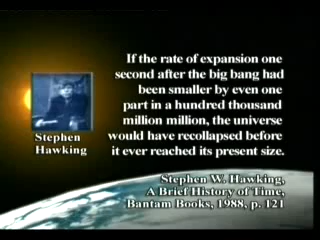 If the rate of expansion one
second after the big bang had
been smaller by even one
part in a hundred thousand
million million, the universe
would have recollapsed before
it ever reached its present size.
Stephen
Hawking
Stephen W. Hawking,
A Brief History of Time,
Bantam Books, 1988, p. 121